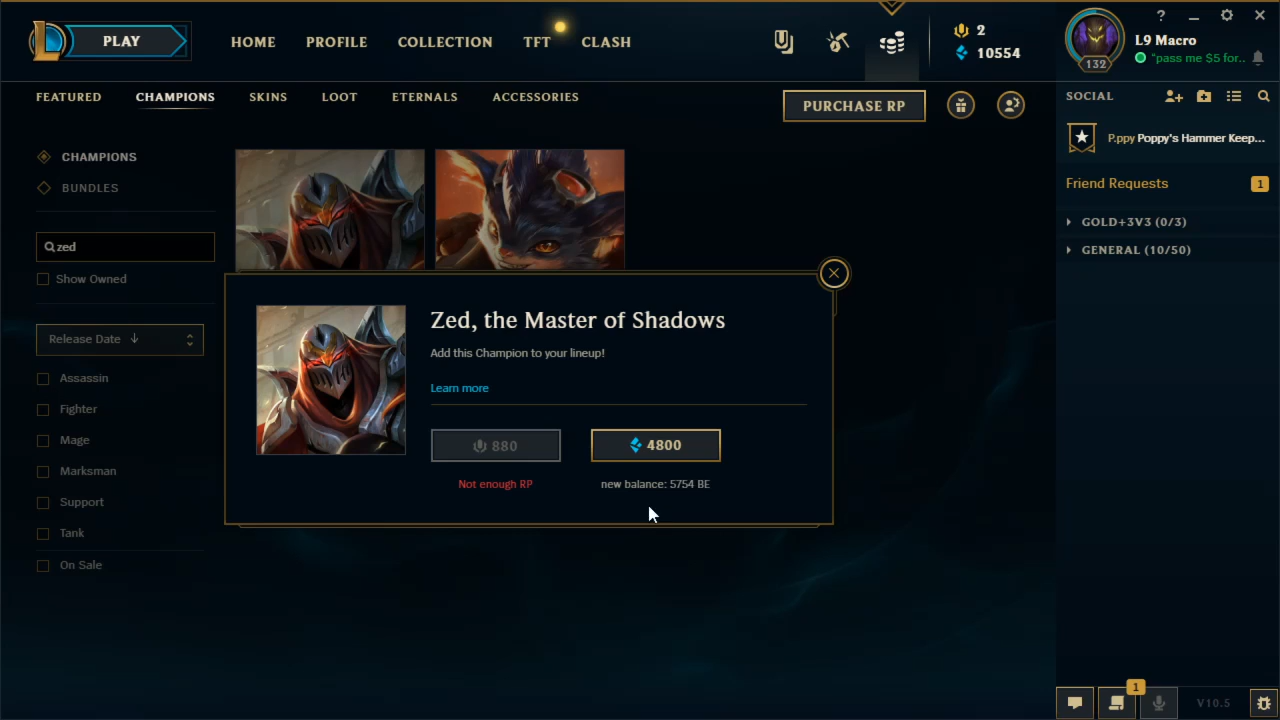 PLAY
HOME
PROFILE
COLLECTION
TFT
CLASH
2
10554
?
L9 Macro
"pass me $5 for..
132
FEATURED
CHAMPIONS
SKINS
LOOT
ETERNALS
ACCESSORIES
PURCHASE RP
SOCIAL
P.ppy Poppy's Hammer Keep...
Friend Requests
1
GOLD+3V3 (0/3)
GENERAL (10/50)
CHAMPIONS
BUNDLES
zed
Show Owned
Release Date
Assassin
Fighter
Mage
Marksman
Support
Tank
On Sale
Zed, the Master of Shadows
Add this Champion to your lineup!
Learn more
880
4800
Not enough RP
new balance: 5754 BE
1
V10.5